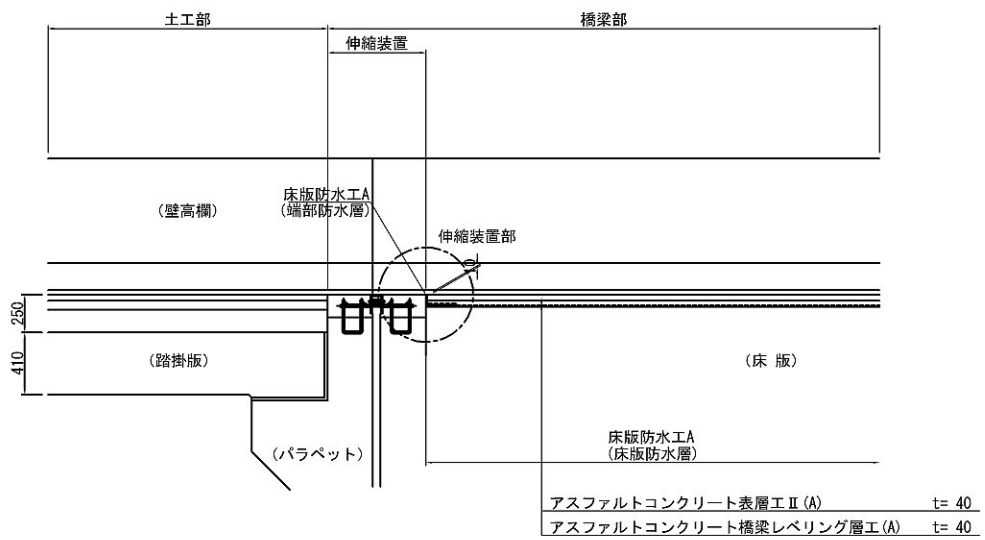 土工部
橋梁部
伸縮装置
床版防水工A
(端部防水層)
(壁高欄)
伸縮装置部
10
250
410
(踏掛版)
(床 版)
(パラペット)
床版防水工A
(床版防水層)
アスファルトコンクリート表層工Ⅱ(A) t= 40
アスファルトコンクリート橋梁レベリング層工(A) t= 40